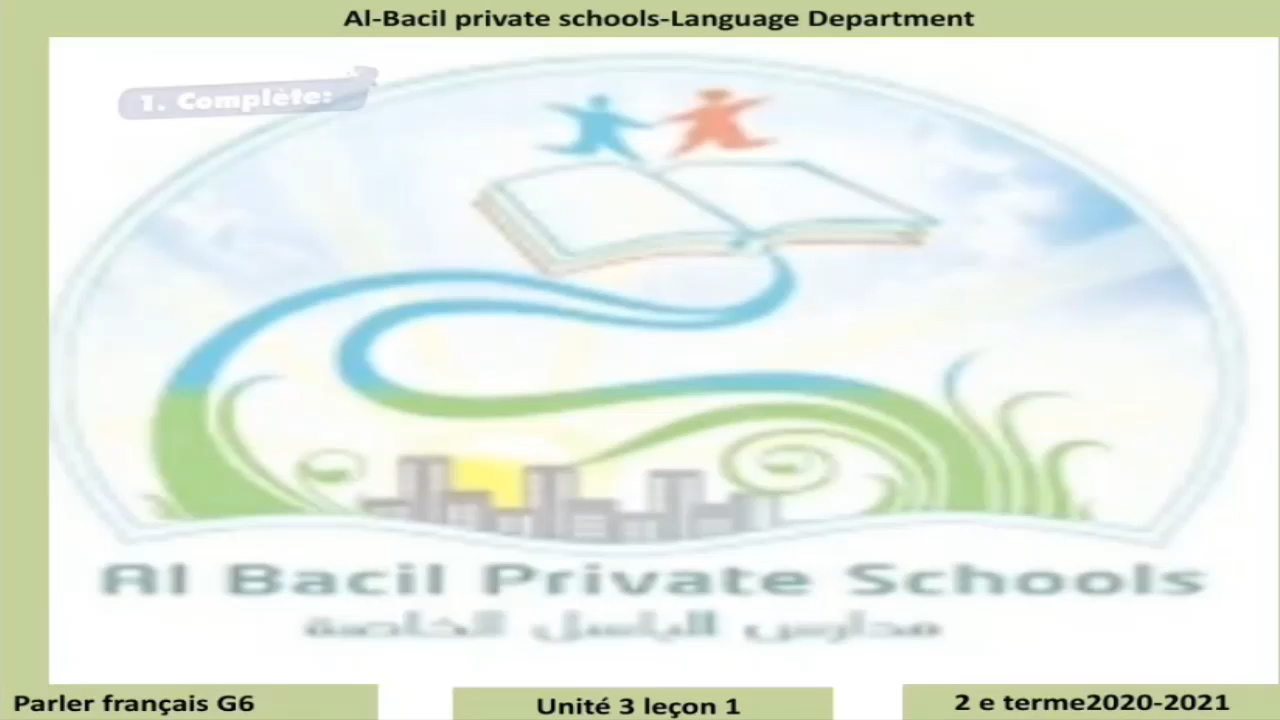 Al-Bacil private schools-Language Department
1. Complète:
Al Bacil Private Schools
مدارس الباسل الخاصة
Parler français G6
Unité 3 leçon 1
2 e terme2020-2021